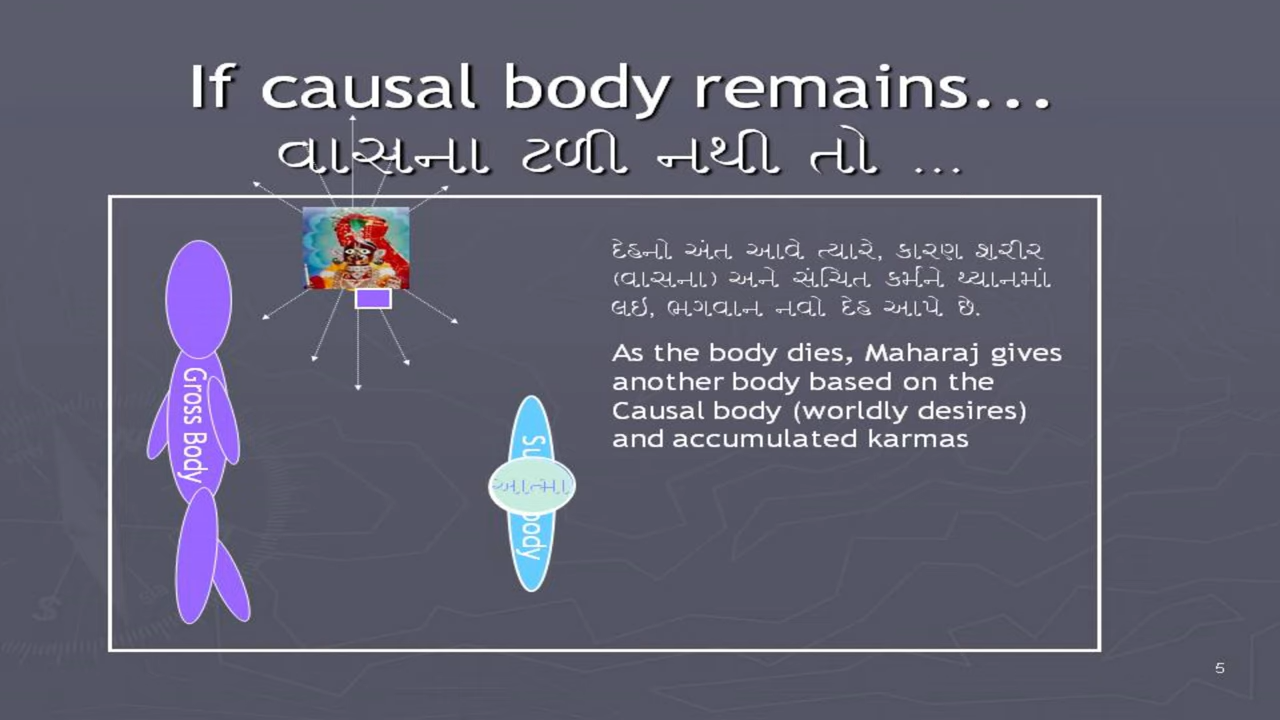 If causal body remains...
વાસના ટળી નથી તો ...
દેહનો અંત આવે ત્યારે, કારણ શરીર
(વાસના) અને સંચિત કર્મને ધ્યાનમાં
લઇ, ભગવાન નવો દેહ આપે છે.
As the body dies, Maharaj gives
another body based on the
Causal body (worldly desires)
and accumulated karmas
Gross Body
આત્મા
body
5